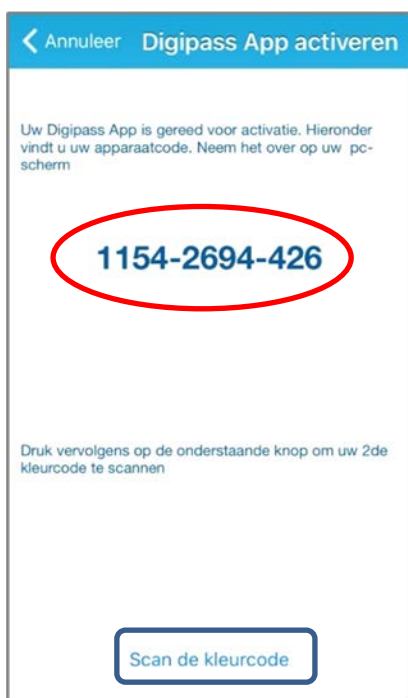 Annuleer Digipass App activeren
Uw Digipass App is gereed voor activatie. Hieronder
vindt u uw apparaatcode. Neem het over op uw pc-
scherm
1154-2694-426
Druk vervolgens op de onderstaande knop om uw 2de
kleurcode te scannen
Scan de kleurcode